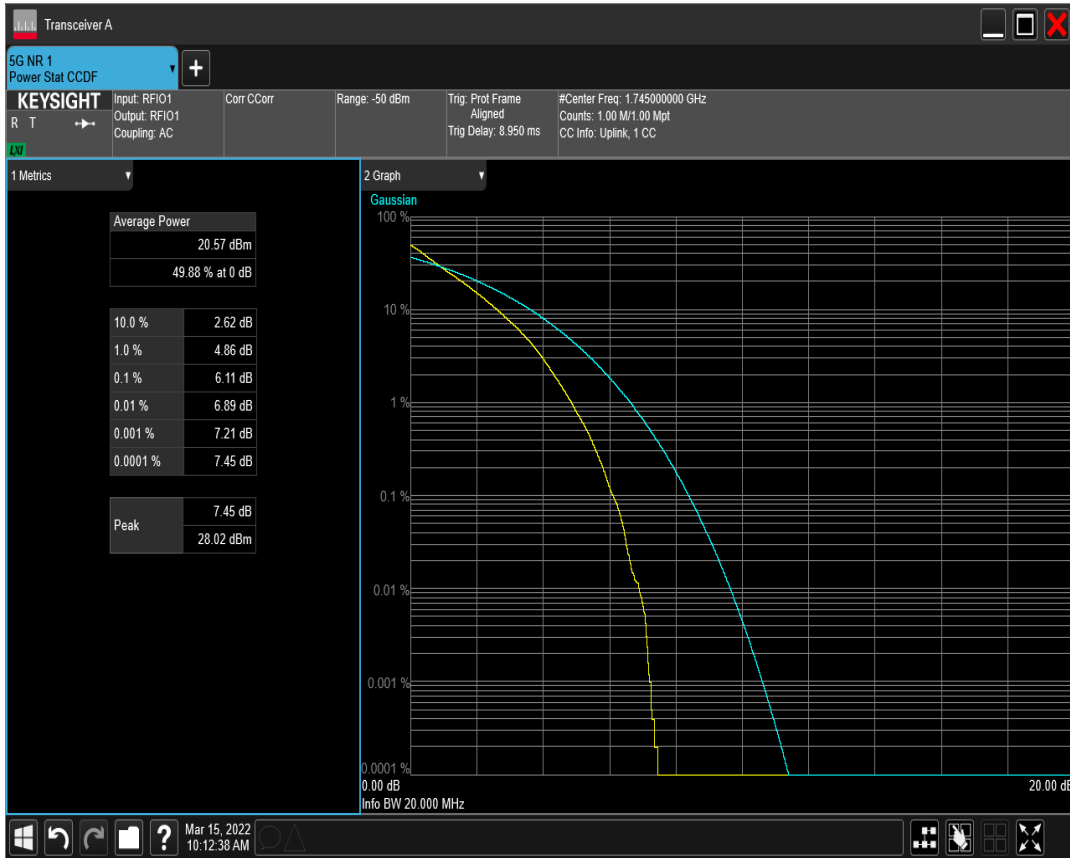 Transceiver A
5G NR 1
Power Stat CCDF
KEYSIGHT
R T
LXI
Input: RFIO1
Output: RFIO1
Coupling: AC
Corr CCorr
Range: -50 dBm
Trig: Prot Frame
Aligned
Trig Delay: 8.950 ms
#Center Freq: 1.745000000 GHz
Counts: 1.00 M/1.00 Mpt
CC Info: Uplink, 1 CC
1 Metrics
Average Power
20.57 dBm
49.88 % at 0 dB
10.0 % 2.62 dB
1.0 % 4.86 dB
0.1 % 6.11 dB
0.01 % 6.89 dB
0.001 % 7.21 dB
0.0001 % 7.45 dB
Peak
7.45 dB
28.02 dBm
2 Graph
Gaussian
100 %
10 %
1 %
0.1 %
0.01 %
0.001 %
0.0001 %
0.00 dB 20.00 dB
Info BW 20.000 MHz
?
Mar 15, 2022
10:12:38 AM